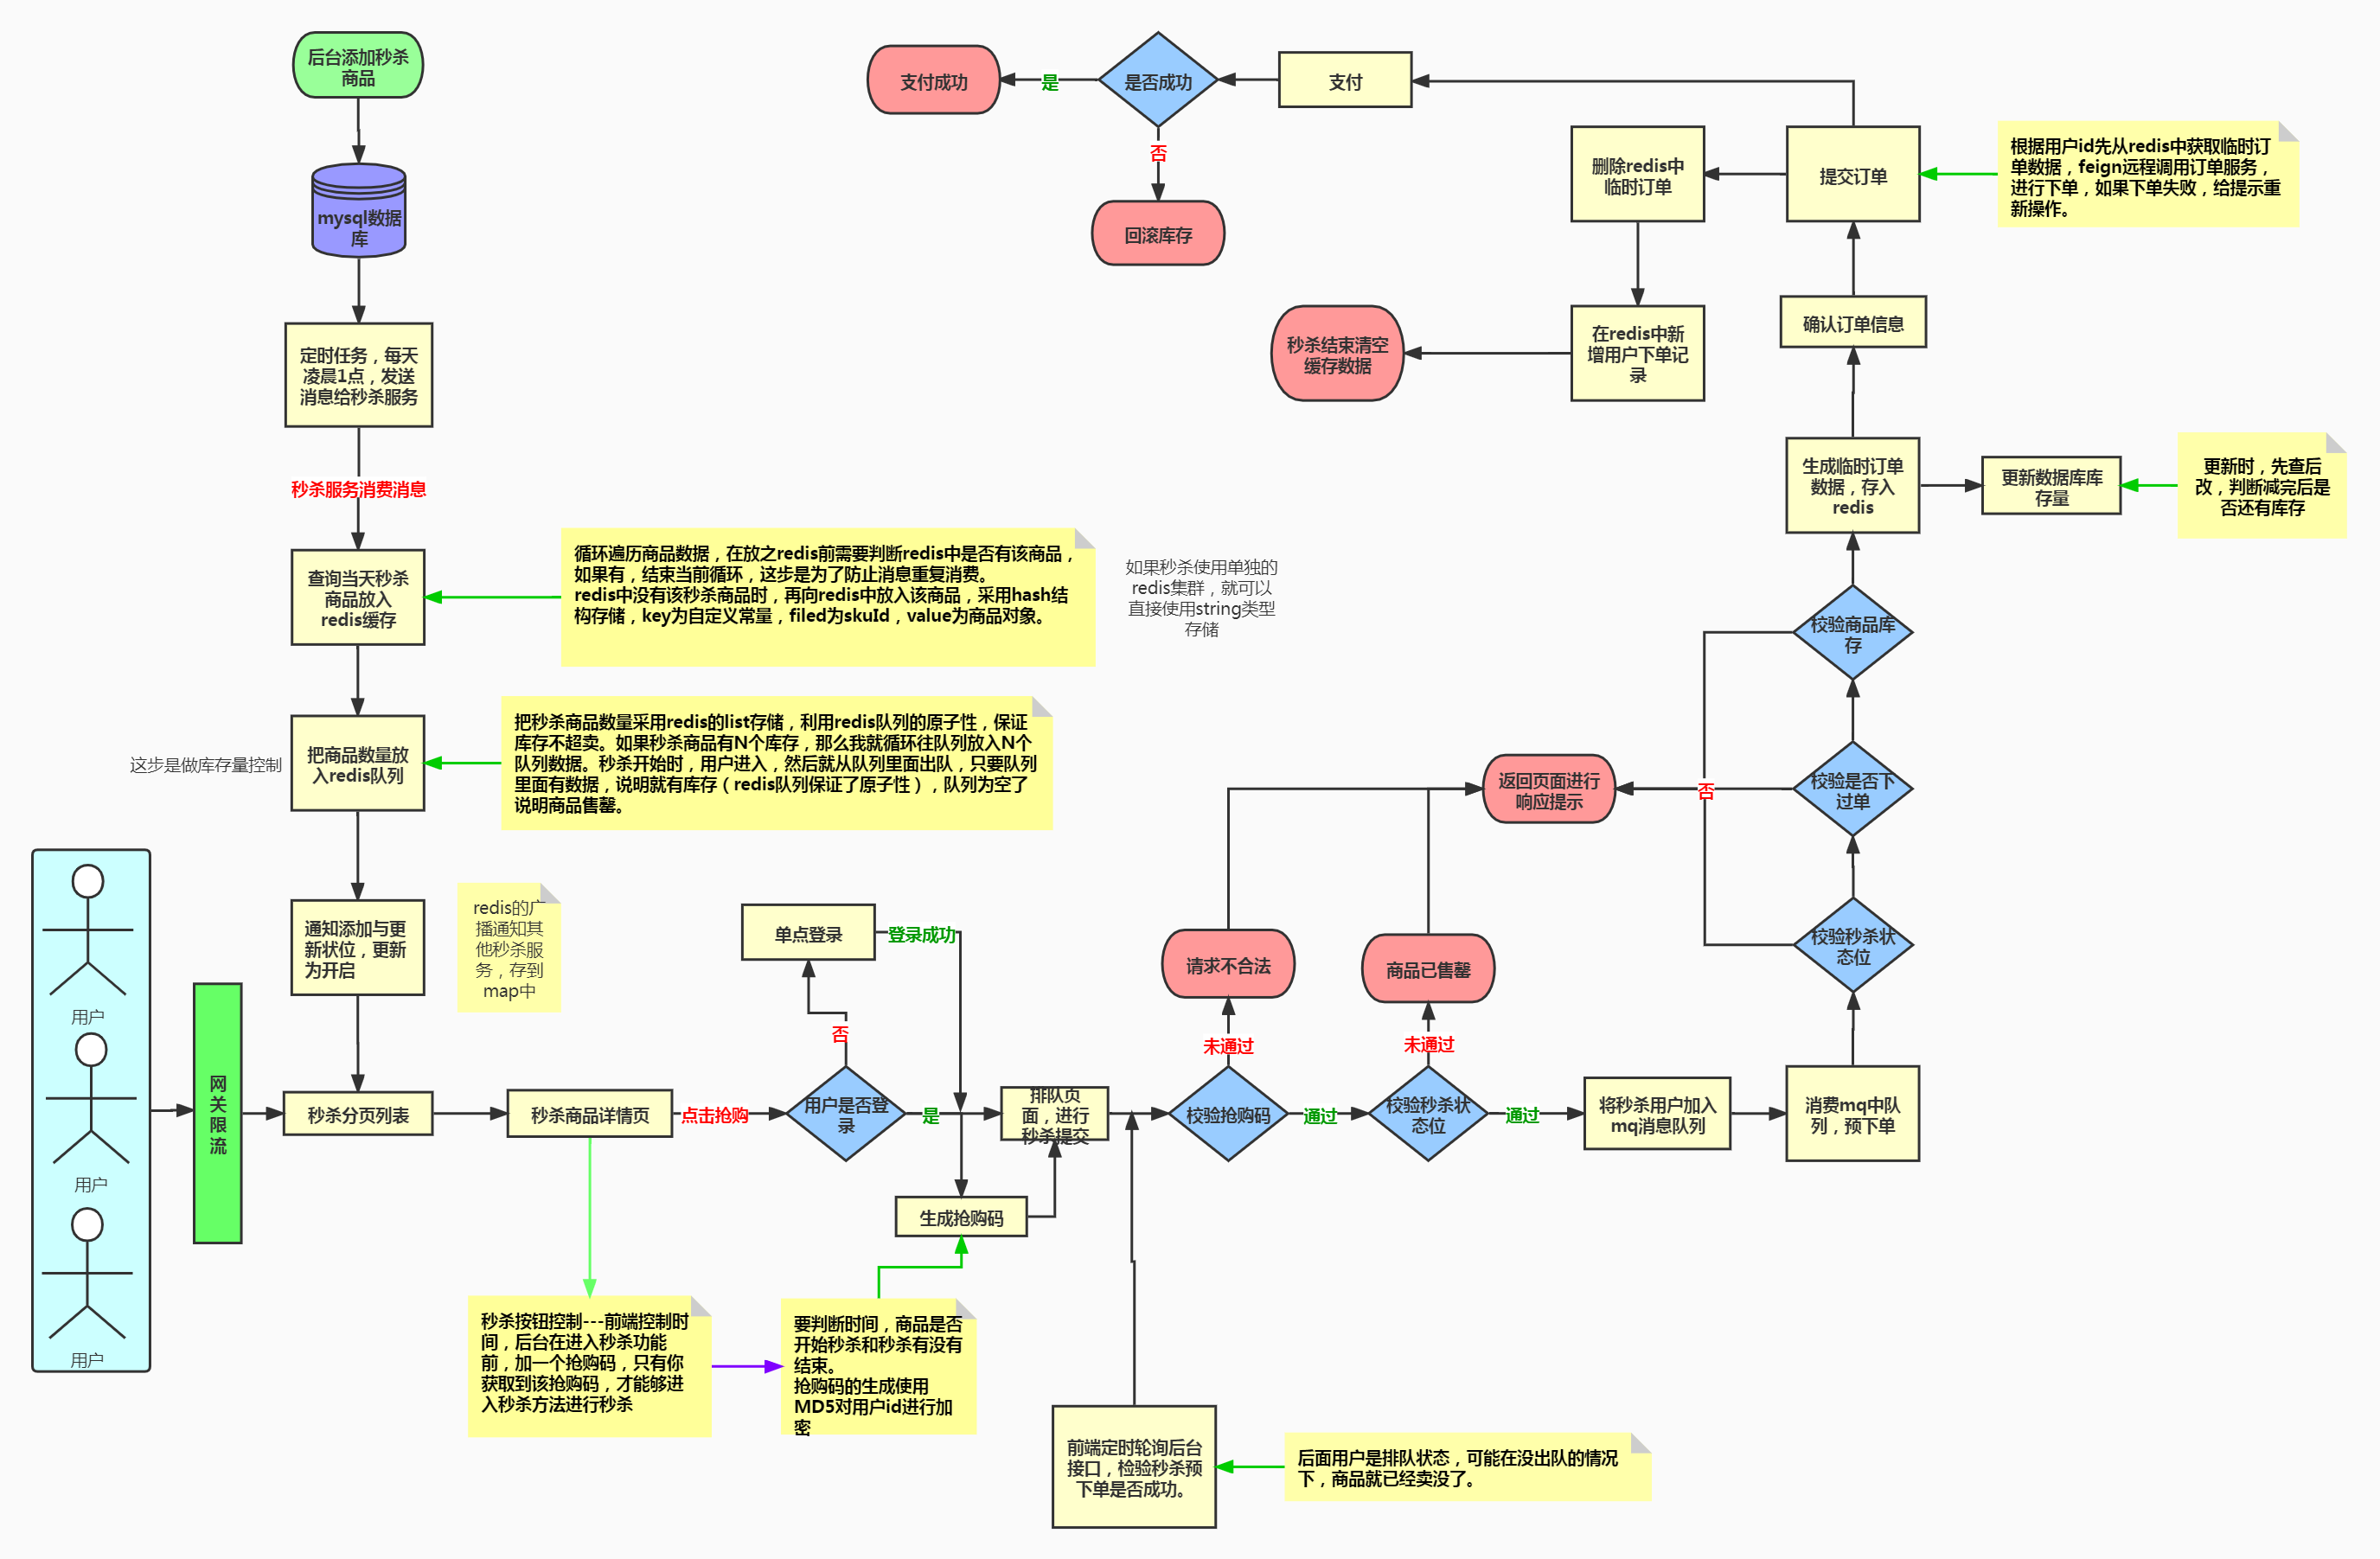 后台添加秒杀
商品
mysql数据
库
定时任务，每天
凌晨1点，发送
消息给秒杀服务
秒杀服务消费消息
查询当天秒杀
商品放入
redis缓存
循环遍历商品数据，在放之redis前需要判断redis中是否有该商品，
如果有，结束当前循环，这步是为了防止消息重复消费。
redis中没有该秒杀商品时，再向redis中放入该商品，采用hash结
构存储，key为自定义常量，filed为skuId，value为商品对象。
如果秒杀使用单独的
redis集群，就可以
直接使用string类型
存储
这步是做库存量控制
把商品数量放
入redis队列
把秒杀商品数量采用redis的list存储，利用redis队列的原子性，保证
库存不超卖。如果秒杀商品有N个库存，那么我就循环往队列放入N个
队列数据。秒杀开始时，用户进入，然后就从队列里面出队，只要队列
里面有数据，说明就有库存（redis队列保证了原子性），队列为空了
说明商品售罄。
通知添加与更
新状位，更新
为开启
redis的广
播通知其
他秒杀服
务，存到
map中
用户
用户
用户
网
关
限
流
秒杀分页列表
秒杀商品详情页
点击抢购
用户是否登
录
否
单点登录
登录成功
是
排队页
面，进行
秒杀提交
生成抢购码
秒杀按钮控制---前端控制时
间，后台在进入秒杀功能
前，加一个抢购码，只有你
获取到该抢购码，才能够进
入秒杀方法进行秒杀
要判断时间，商品是否
开始秒杀和秒杀有没有
结束。
抢购码的生成使用
MD5对用户id进行加
密
前端定时轮询后台
接口，检验秒杀预
下单是否成功。
后面用户是排队状态，可能在没出队的情况
下，商品就已经卖没了。
校验抢购码
未通过
请求不合法
通过
校验秒杀状
态位
未通过
商品已售罄
通过
将秒杀用户加入
mq消息队列
消费mq中队
列，预下单
校验秒杀状
态位
校验是否下
过单
否
返回页面进行
响应提示
校验商品库
存
生成临时订单
数据，存入
redis
更新数据库库
存量
更新时，先查后
改，判断减完后是
否还有库存
确认订单信息
提交订单
根据用户id先从redis中获取临时订
单数据，feign远程调用订单服务，
进行下单，如果下单失败，给提示重
新操作。
删除redis中
临时订单
在redis中新
增用户下单记
录
秒杀结束清空
缓存数据
支付
是否成功
是
支付成功
否
回滚库存